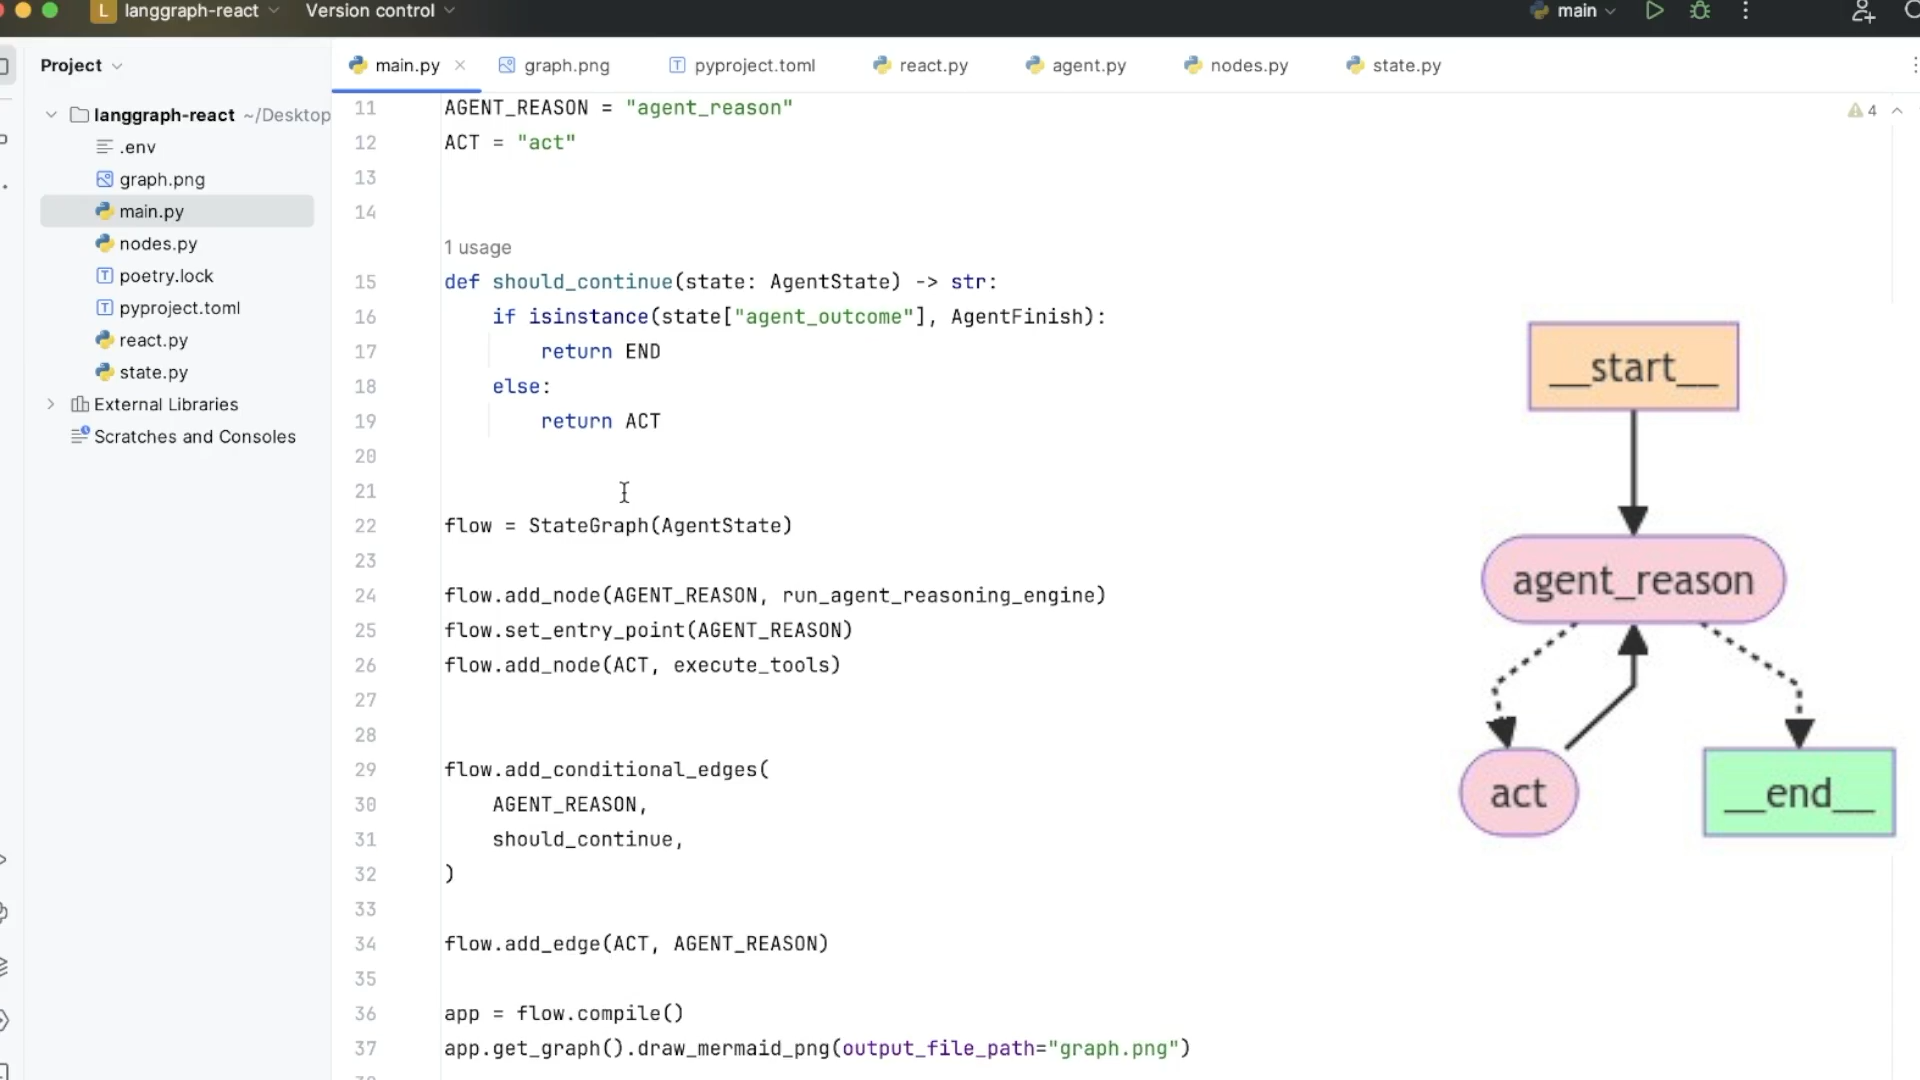 L langgraph-react Version control main
Project
main.py graph.png pyproject.toml react.py agent.py nodes.py state.py
langgraph-react ~/Desktop
.env
graph.png
main.py
nodes.py
poetry.lock
pyproject.toml
react.py
state.py
External Libraries
Scratches and Consoles
4
11 AGENT_REASON = "agent_reason"
12 ACT = "act"
13
14
1 usage
15 def should_continue(state: AgentState) -> str:
16 if isinstance(state["agent_outcome"], AgentFinish):
17 return END
18 else:
19 return ACT
20
21
22 flow = StateGraph(AgentState)
23
24 flow.add_node(AGENT_REASON, run_agent_reasoning_engine)
25 flow.set_entry_point(AGENT_REASON)
26 flow.add_node(ACT, execute_tools)
27
28
29 flow.add_conditional_edges(
30 AGENT_REASON,
31 should_continue,
32 )
33
34 flow.add_edge(ACT, AGENT_REASON)
35
36 app = flow.compile()
37 app.get_graph().draw_mermaid_png(output_file_path="graph.png")
__start__
agent_reason
act
__end__